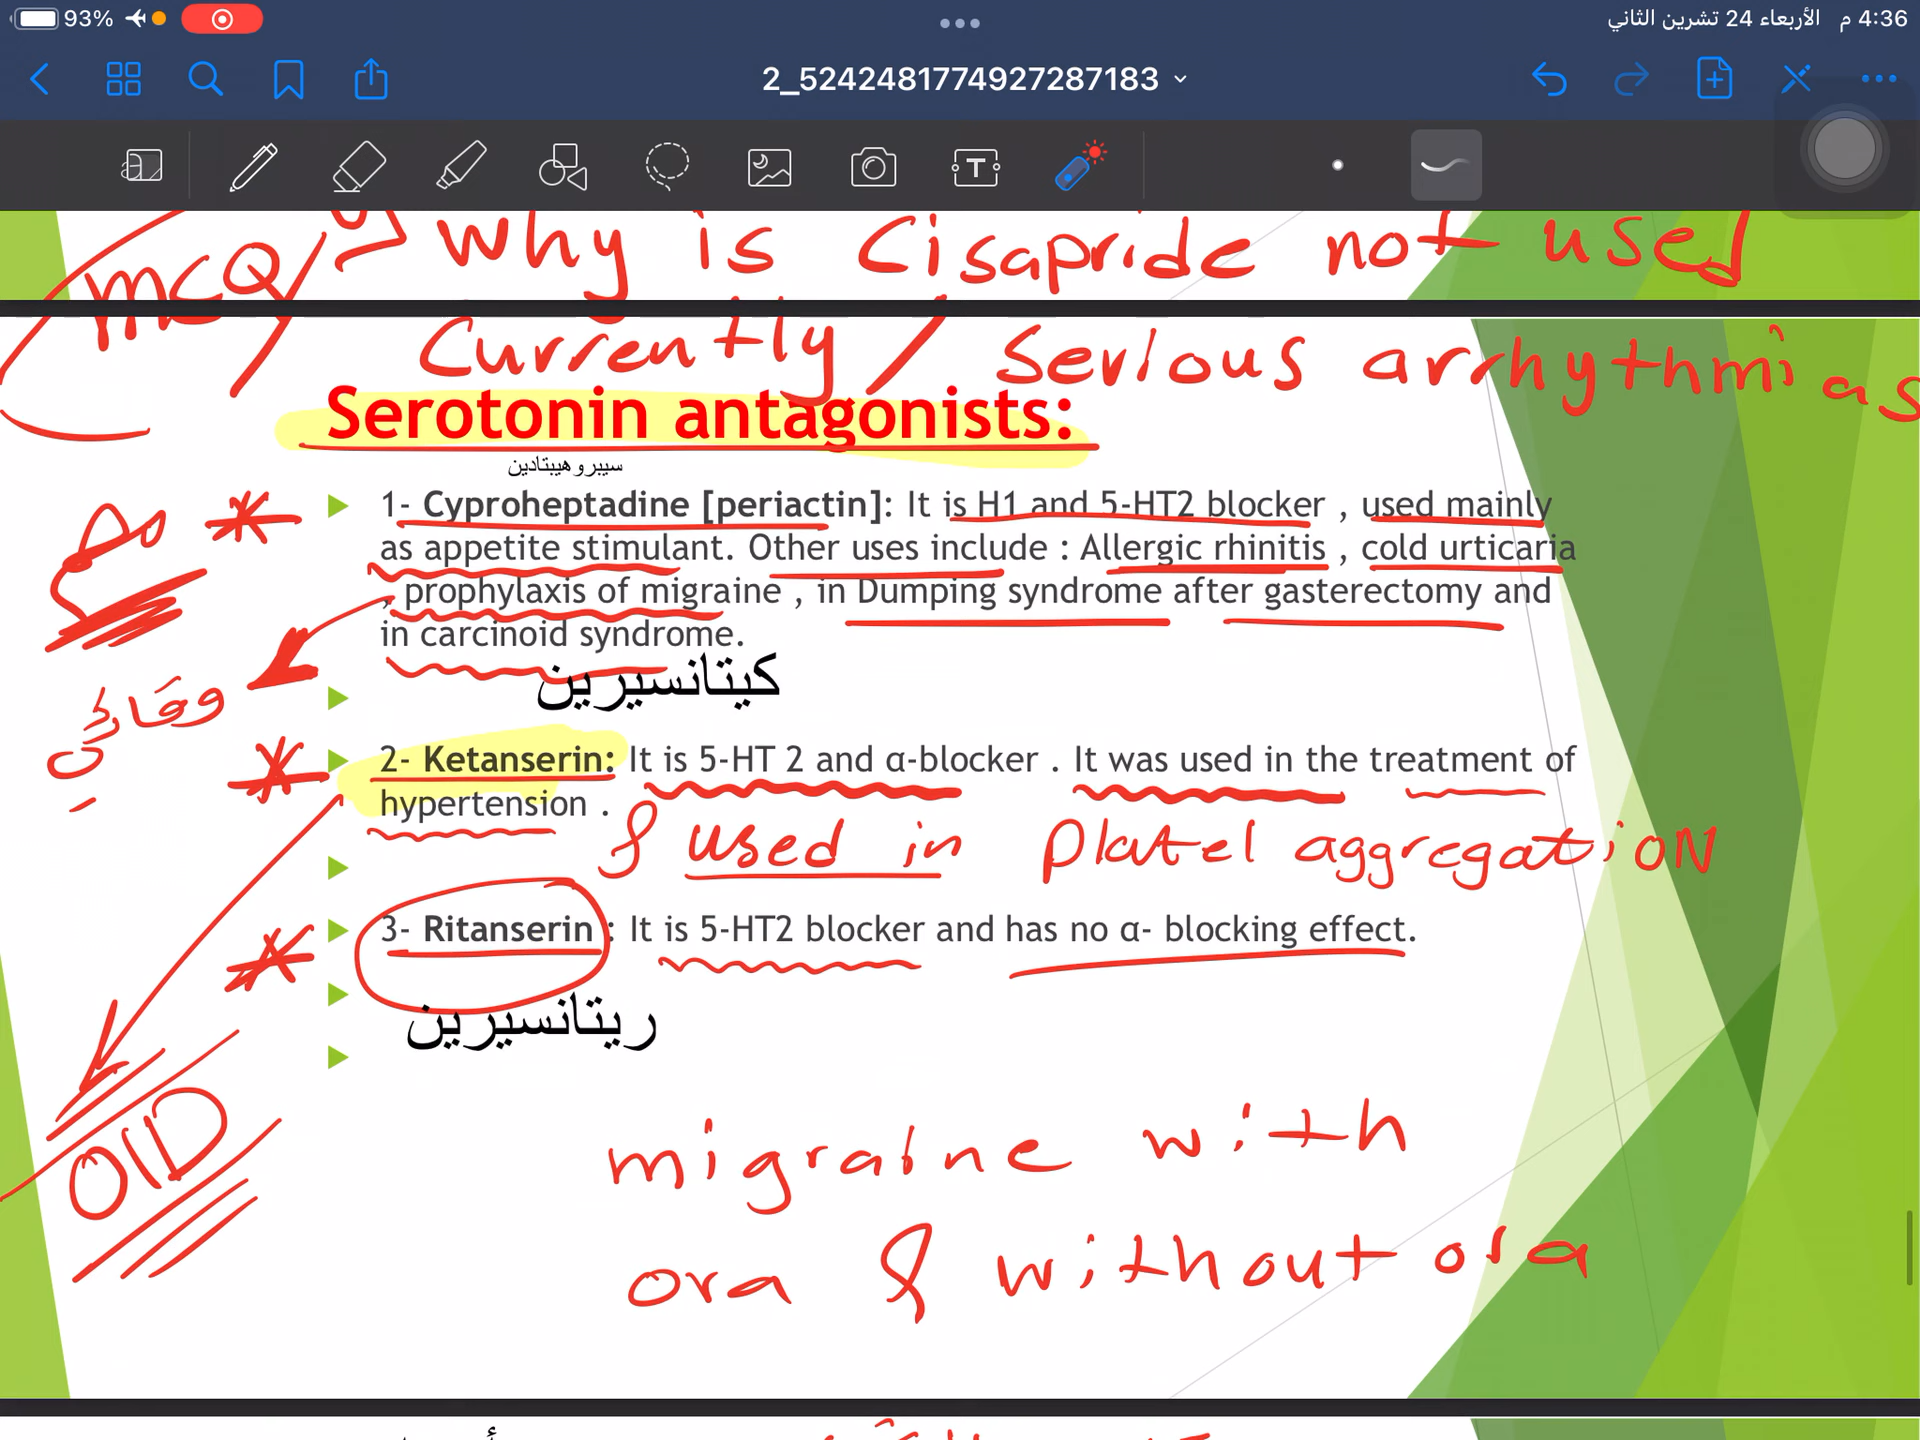 93%
4:36 م الأربعاء 24 تشرين الثاني
2_5242481774927287183
T
MCQ
Why is Cisapride not used
Currently / Serious arrhythmias
Serotonin antagonists:
سيبروهيبتادين
1- Cyproheptadine [periactin]: It is H1 and 5-HT2 blocker , used mainly
as appetite stimulant. Other uses include : Allergic rhinitis , cold urticaria
, prophylaxis of migraine , in Dumping syndrome after gasterectomy and
in carcinoid syndrome.
وقائي
كيتانسيرين
2- Ketanserin: It is 5-HT 2 and α-blocker . It was used in the treatment of
hypertension .
& used in Platel aggregation
3- Ritanserin : It is 5-HT2 blocker and has no α- blocking effect.
ريتانسيرين
OlD
migraine with
ora & without ora